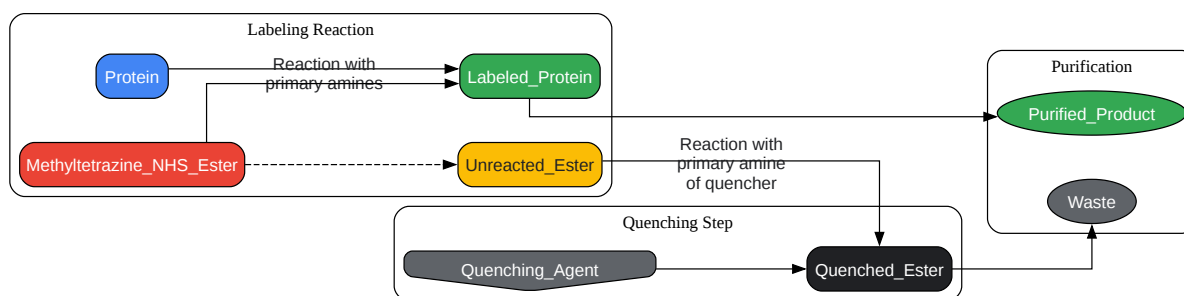 Labeling Reaction
Protein
Reaction with
primary amines
Labeled_Protein
Methyltetrazine_NHS_Ester
Unreacted_Ester
Reaction with
primary amine
of quencher
Quenching Step
Quenching_Agent
Quenched_Ester
Purification
Purified_Product
Waste